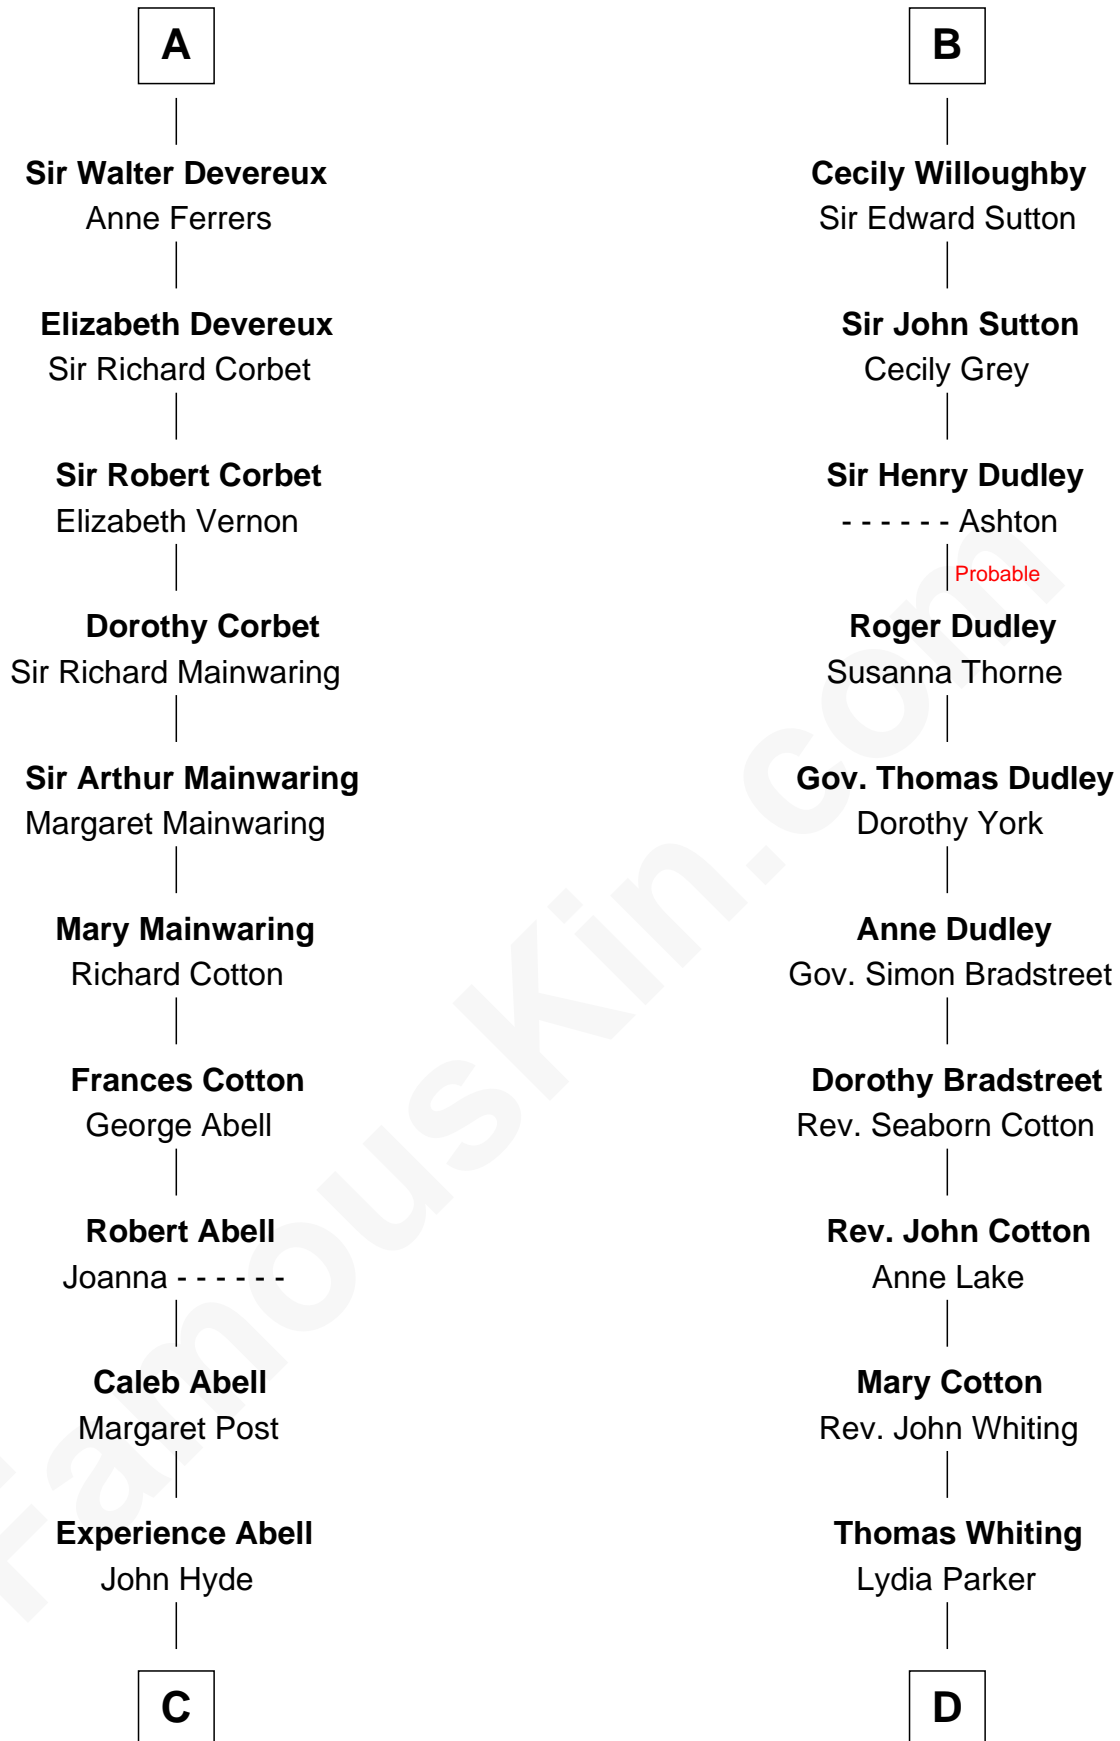 A
Sir Walter Devereux
Anne Ferrers
Elizabeth Devereux
Sir Richard Corbet
Sir Robert Corbet
Elizabeth Vernon
Dorothy Corbet
Sir Richard Mainwaring
Sir Arthur Mainwaring
Margaret Mainwaring
Mary Mainwaring
Richard Cotton
Frances Cotton
George Abell
Robert Abell
Joanna - - - - - -
Caleb Abell
Margaret Post
Experience Abell
John Hyde
C
B
Cecily Willoughby
Sir Edward Sutton
Sir John Sutton
Cecily Grey
Sir Henry Dudley
- - - - - - Ashton
Probable
Roger Dudley
Susanna Thorne
Gov. Thomas Dudley
Dorothy York
Anne Dudley
Gov. Simon Bradstreet
Dorothy Bradstreet
Rev. Seaborn Cotton
Rev. John Cotton
Anne Lake
Mary Cotton
Rev. John Whiting
Thomas Whiting
Lydia Parker
D
FamousKin.com